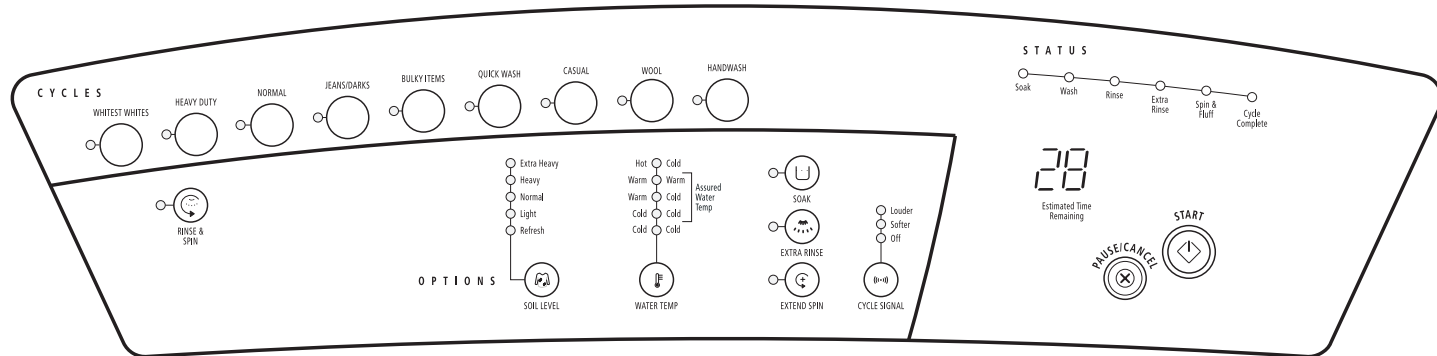 CYCLES
WHITEST WHITES
HEAVY DUTY
NORMAL
JEANS/DARKS
BULKY ITEMS
QUICK WASH
CASUAL
WOOL
HANDWASH
STATUS
Soak
Wash
Rinse
Extra
Rinse
Spin &
Fluff
Cycle
Complete
RINSE &
SPIN
OPTIONS
Extra Heavy
Heavy
Normal
Light
Refresh
SOIL LEVEL
Hot Cold
Warm Warm
Warm Cold
Cold Cold
Cold Cold
Assured
Water
Temp
WATER TEMP
SOAK
EXTRA RINSE
EXTEND SPIN
Louder
Softer
Off
CYCLE SIGNAL
28
Estimated Time
Remaining
PAUSE/CANCEL
START